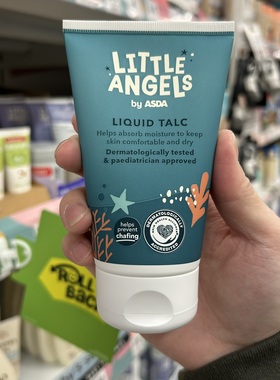 LITTLE
ANGELS
by ASDA
LIQUID TALC
Helps absorb moisture to keep
skin comfortable and dry
Dermatologically tested
& paediatrician approved
helps
prevent
chafing
DERMATOLOGICALLY
ACCREDITED
ROLL
BACK